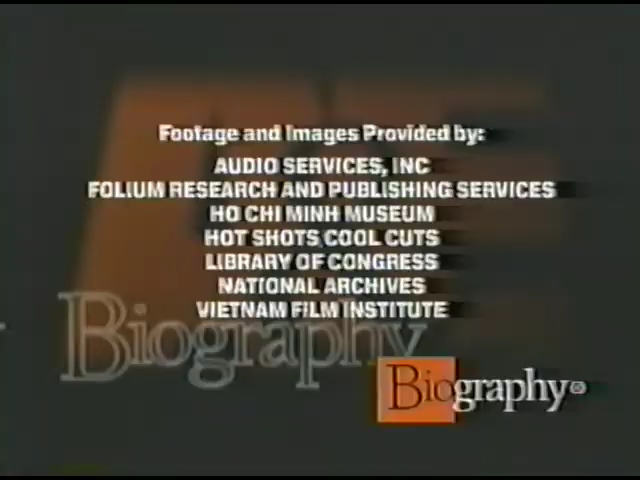 Footage and Images Provided by:
AUDIO SERVICES, INC
FOLIUM RESEARCH AND PUBLISHING SERVICES
HO CHI MINH MUSEUM
HOT SHOTS COOL CUTS
LIBRARY OF CONGRESS
NATIONAL ARCHIVES
VIETNAM FILM INSTITUTE
Biography
Biography®